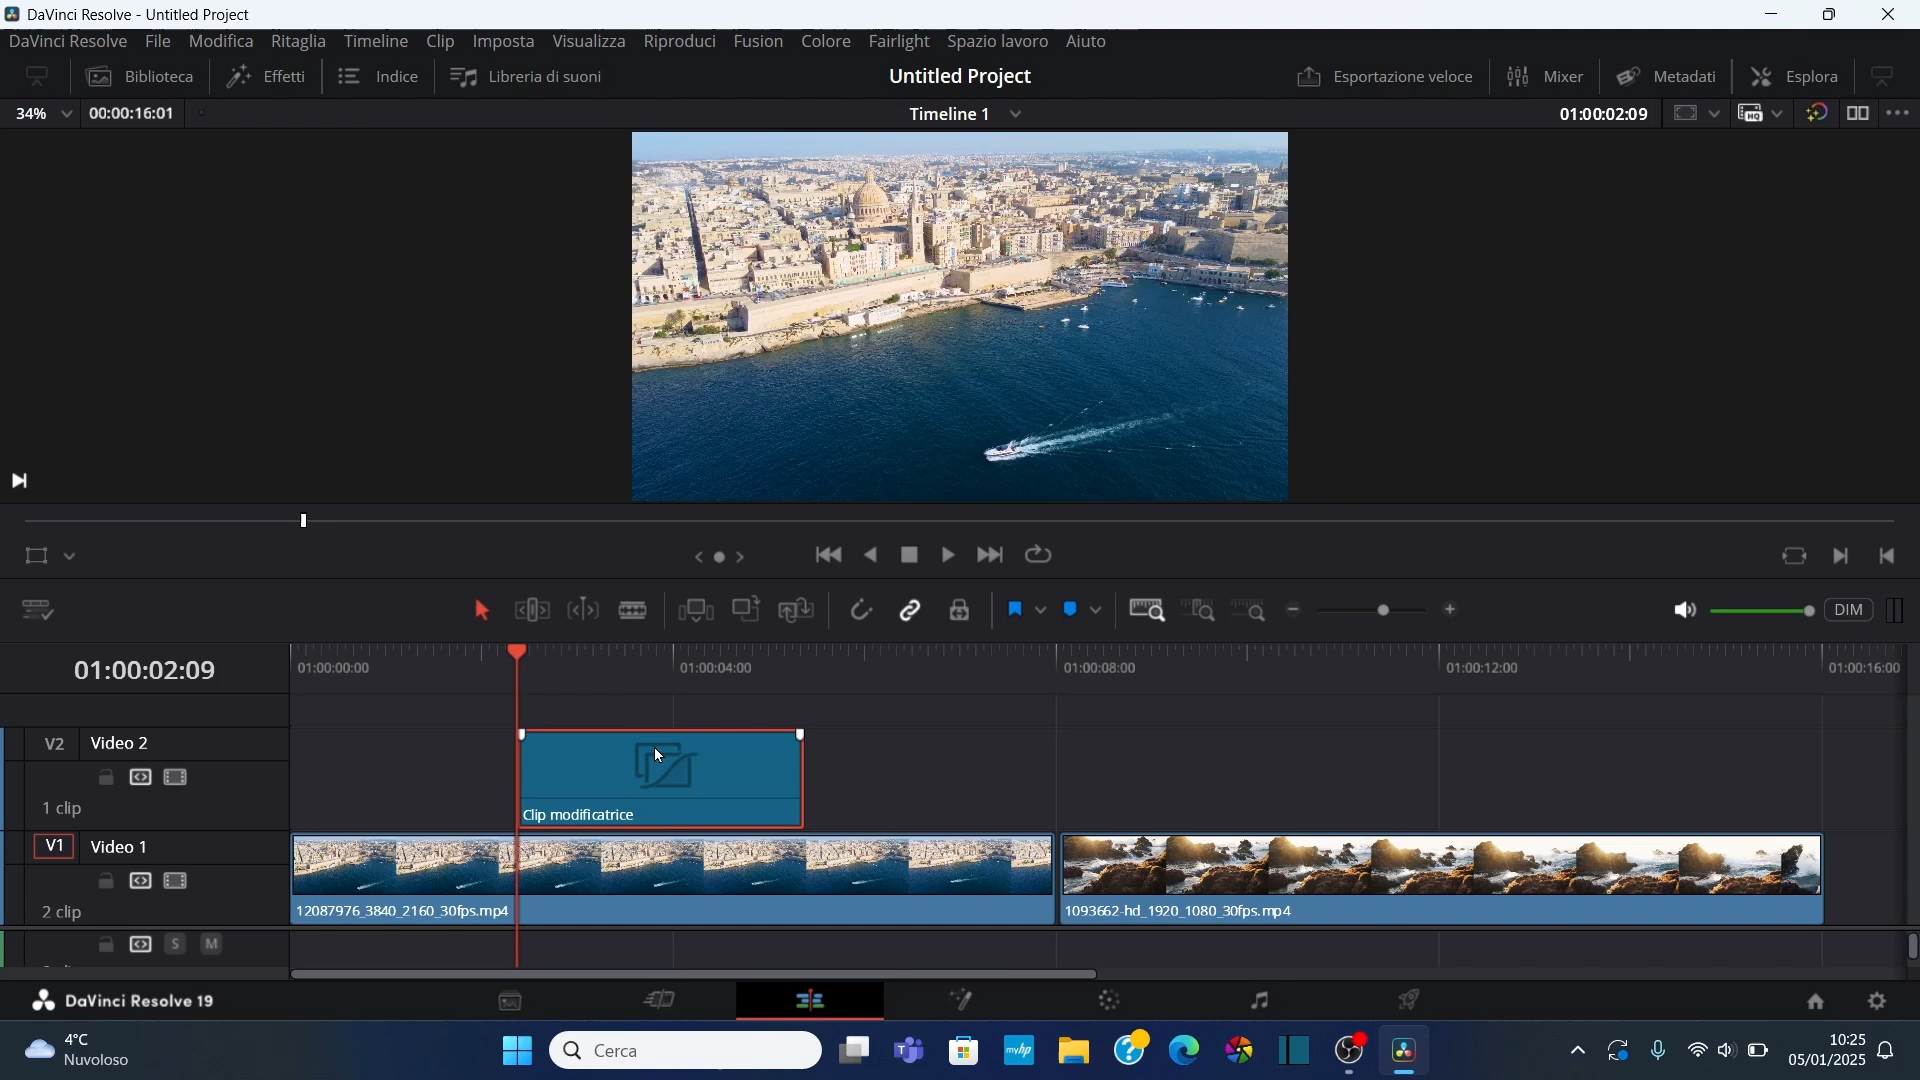 DaVinci Resolve - Untitled Project
DaVinci Resolve File Modifica Ritaglia Timeline Clip Imposta Visualizza Riproduci Fusion Colore Fairlight Spazio lavoro Aiuto
Biblioteca Effetti Indice Libreria di suoni Untitled Project Esportazione veloce Mixer Metadati Esplora
34% 00:00:16:01 Timeline 1 01:00:02:09 HQ
DIM
01:00:02:09 01:00:00:00 01:00:04:00 01:00:08:00 01:00:12:00 01:00:16:00
V2 Video 2
1 clip
Clip modificatrice
V1 Video 1
2 clip
12087976_3840_2160_30fps.mp4 1093662-hd_1920_1080_30fps.mp4
S M
DaVinci Resolve 19
4°C
Nuvoloso
Cerca
myhp
10:25
05/01/2025